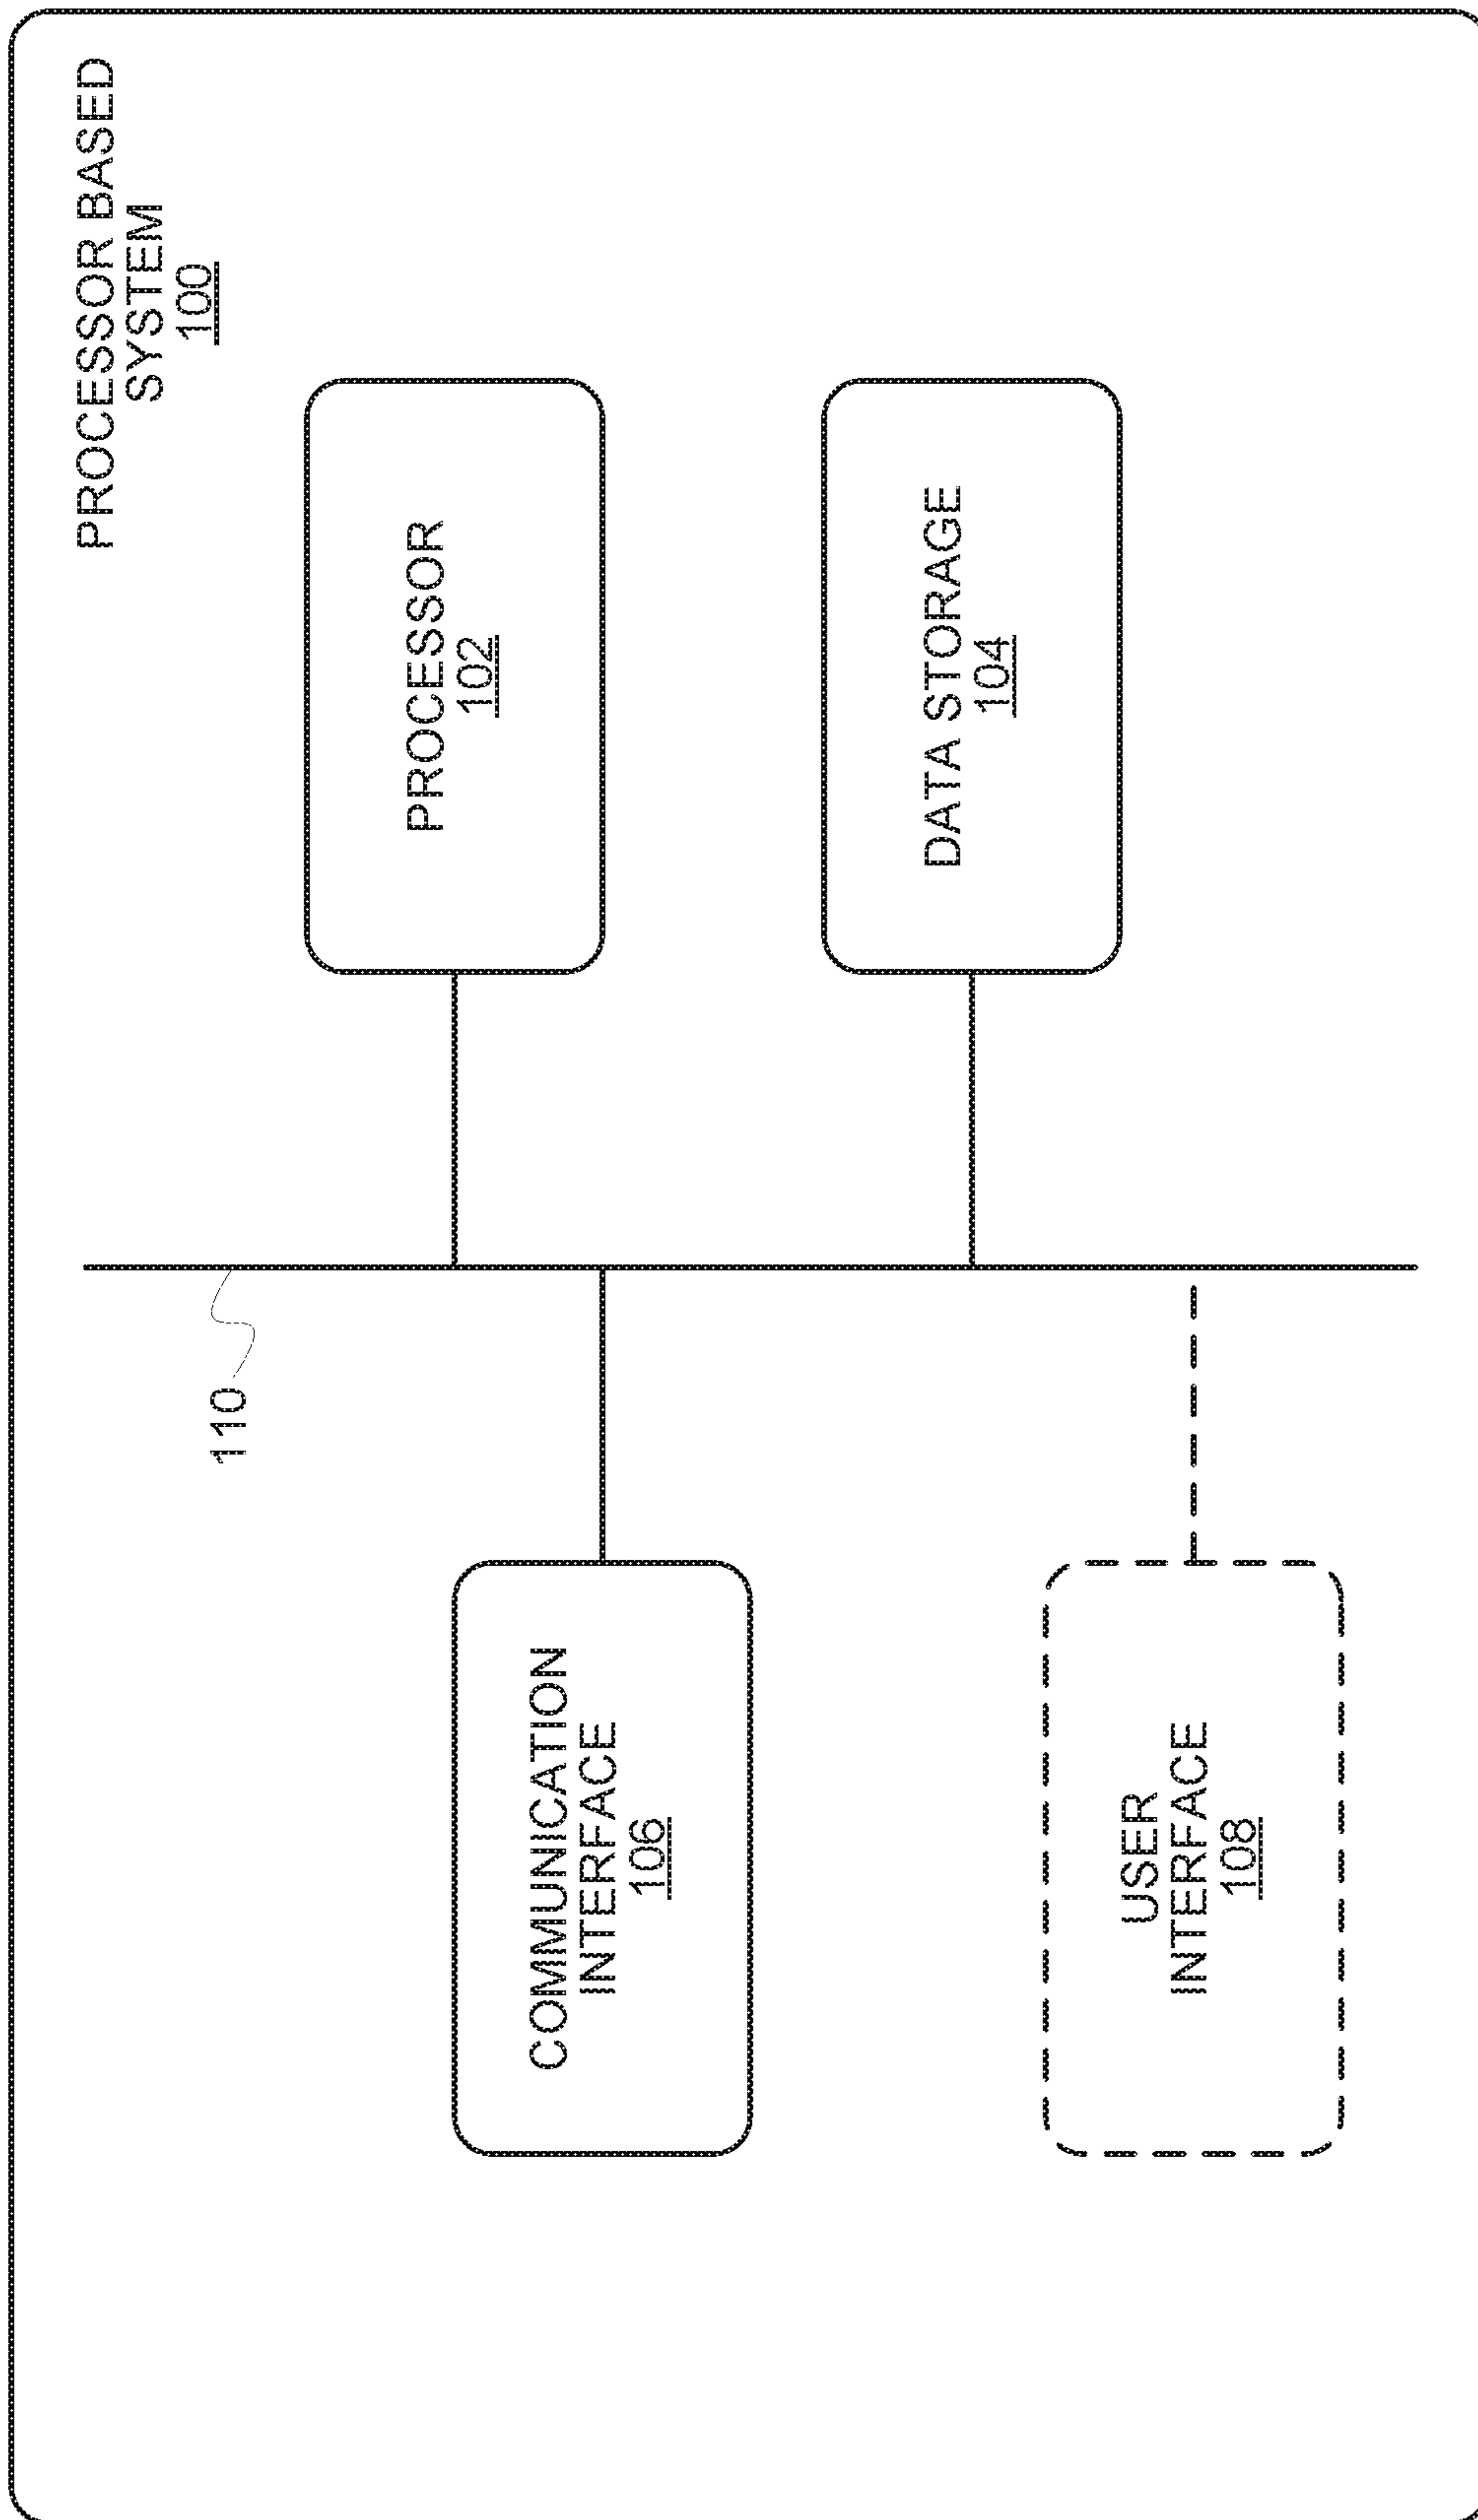 PROCESSOR BASED
SYSTEM
100
PROCESSOR
102
DATA STORAGE
104
110
COMMUNICATION
INTERFACE
106
USER
INTERFACE
108